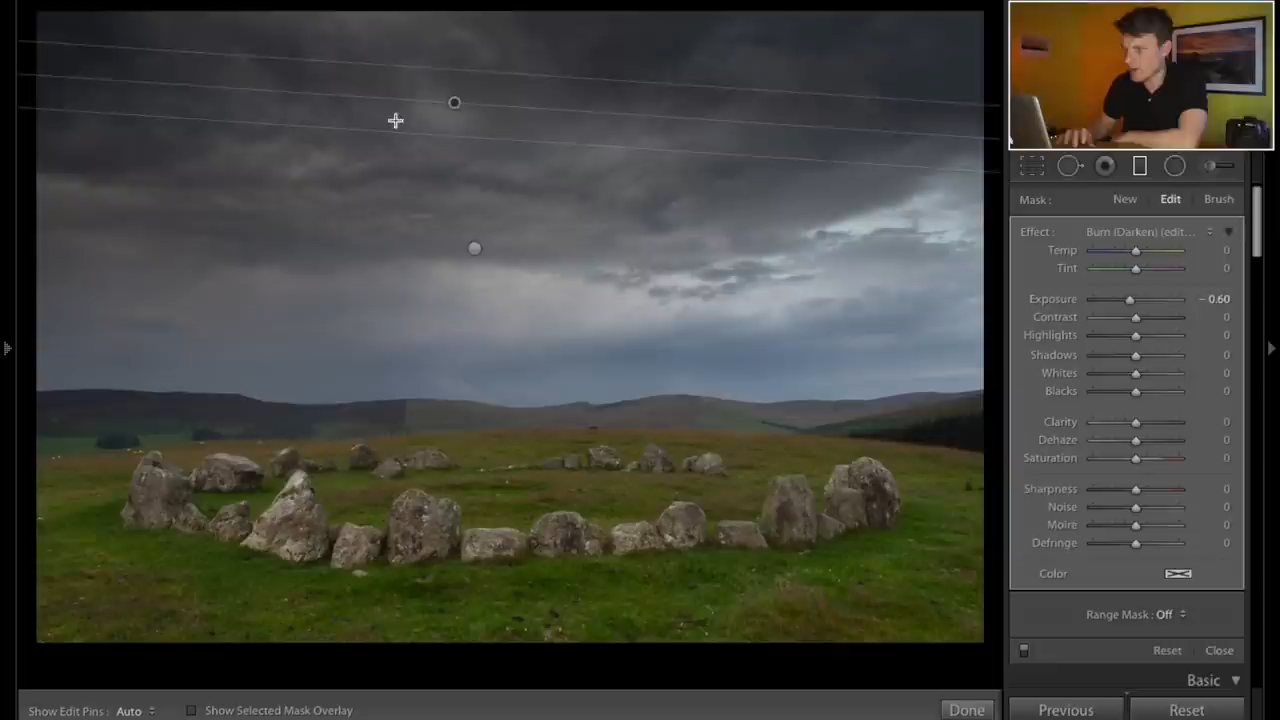 Mask : New Edit Brush
Effect : Burn (Darken) (edit...
Temp 0
Tint 0
Exposure – 0.60
Contrast 0
Highlights 0
Shadows 0
Whites 0
Blacks 0
Clarity 0
Dehaze 0
Saturation 0
Sharpness 0
Noise 0
Moire 0
Defringe 0
Color
Range Mask : Off
Reset Close
Basic
Show Edit Pins : Auto Show Selected Mask Overlay Done Previous Reset